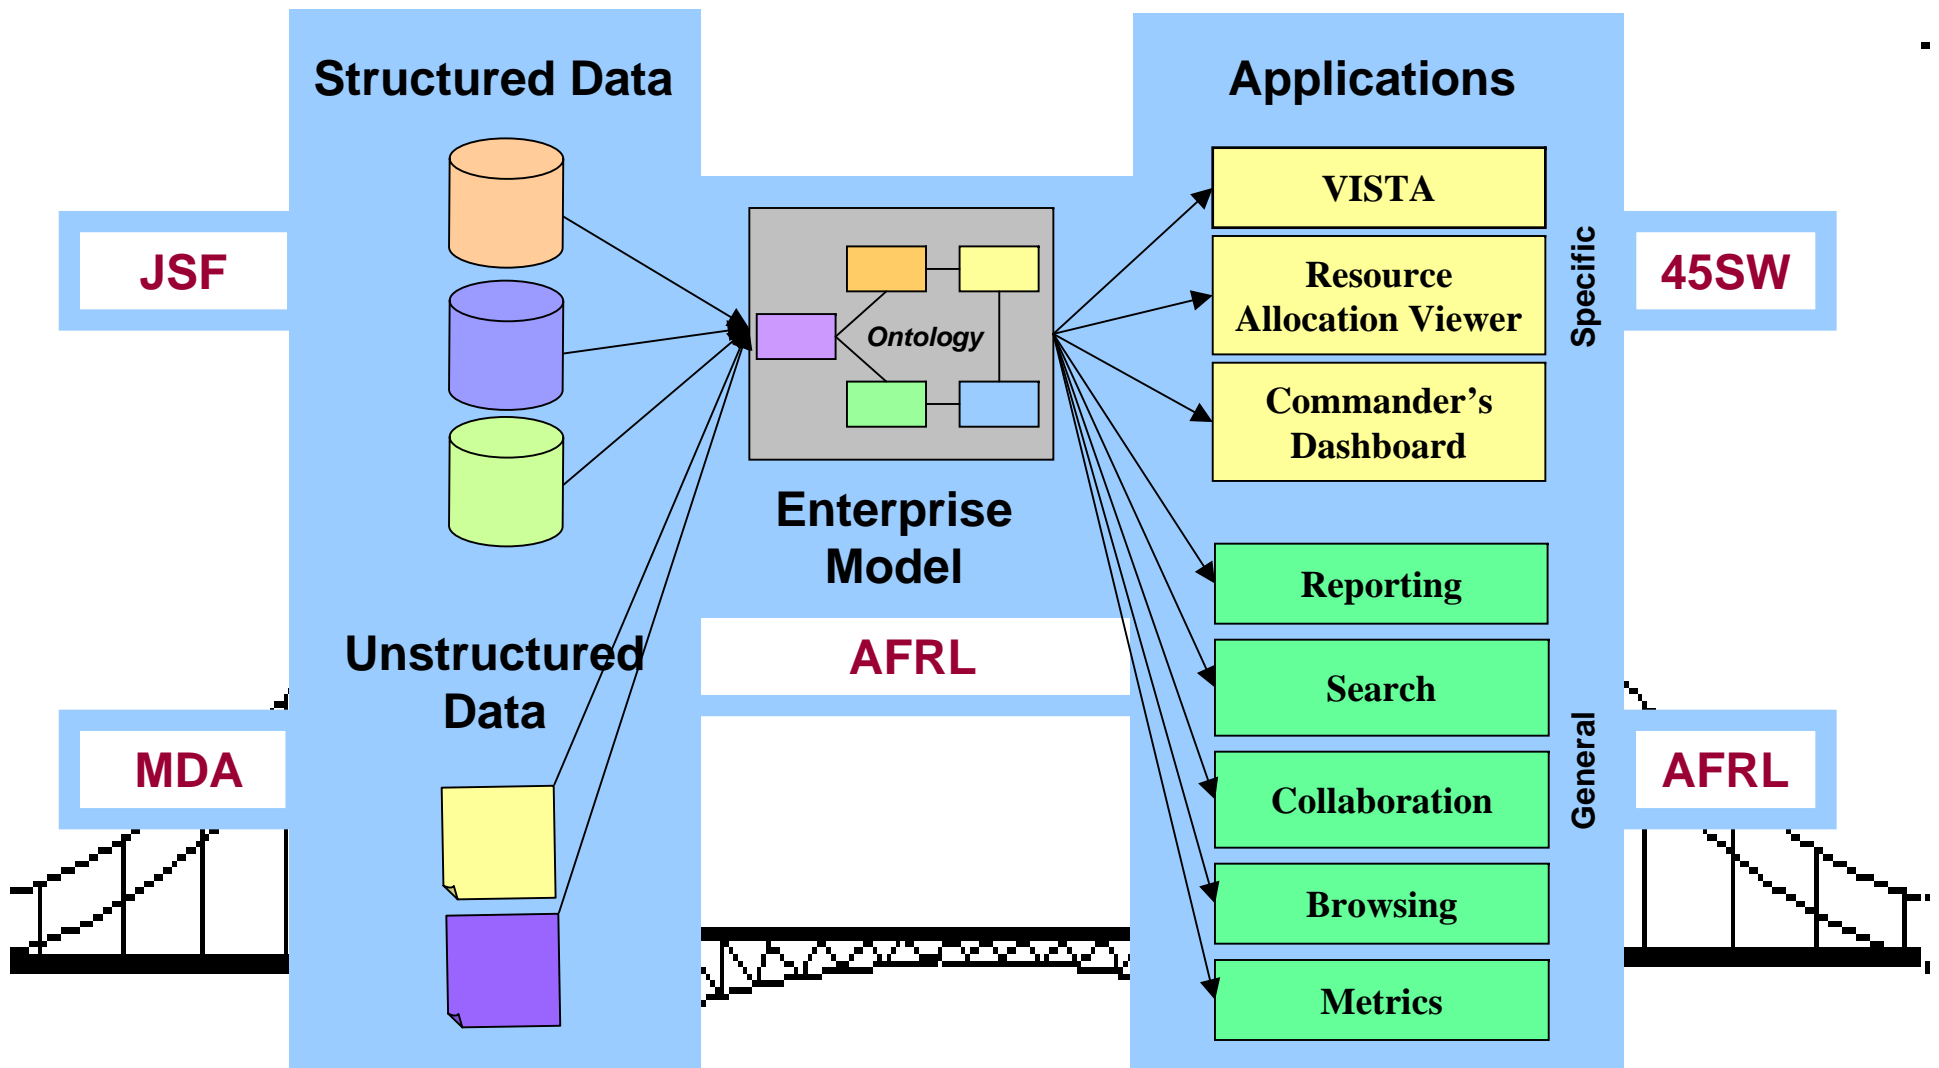 Structured Data
JSF
Unstructured
Data
MDA
Ontology
Enterprise
Model
AFRL
Applications
VISTA
Resource
Allocation Viewer
Commander’s
Dashboard
Specific
45SW
Reporting
Search
Collaboration
Browsing
Metrics
General
AFRL